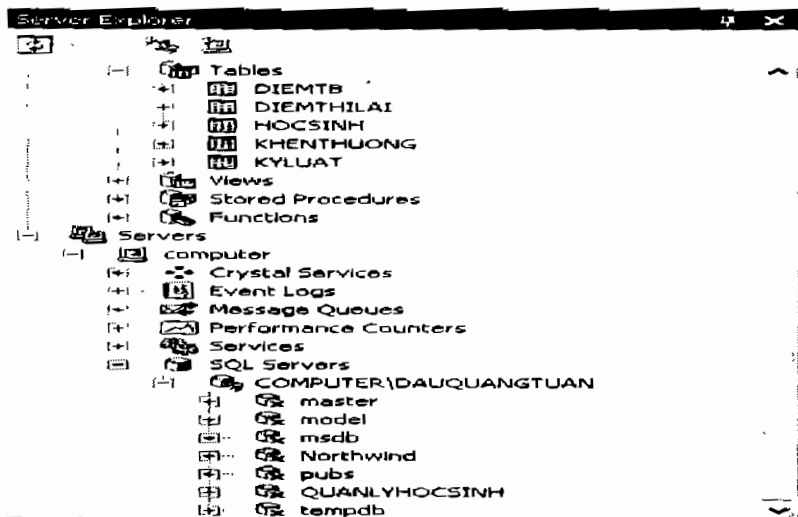 Server Explorer
Tables
DIEMTB
DIEMTHILAI
HOCSINH
KHENTHUONG
KYLUAT
Views
Stored Procedures
Functions
Servers
computer
Crystal Services
Event Logs
Message Queues
Performance Counters
Services
SQL Servers
COMPUTER\DAUQUANGTUAN
master
model
msdb
Northwind
pubs
QUANLYHOCSINH
tempdb